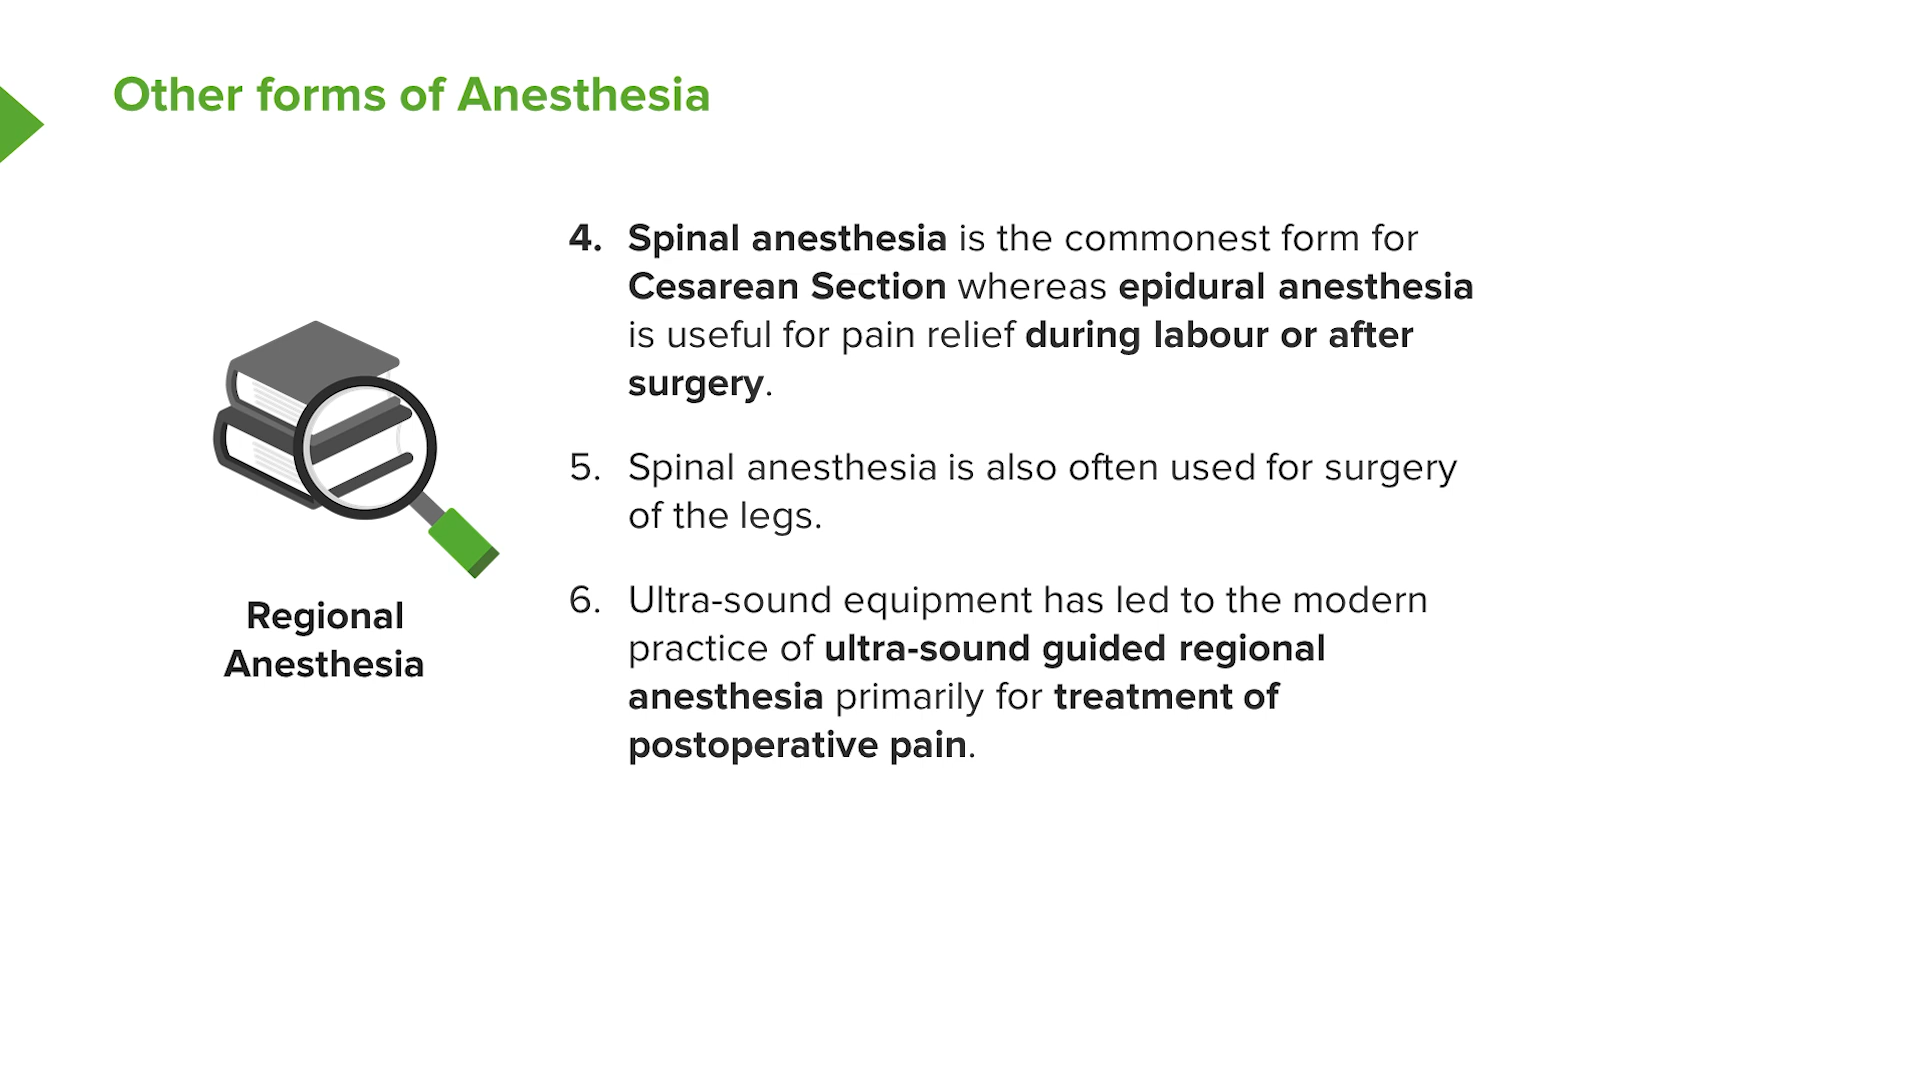 Other forms of Anesthesia
4. Spinal anesthesia is the commonest form for
Cesarean Section whereas epidural anesthesia
is useful for pain relief during labour or after
surgery.
5. Spinal anesthesia is also often used for surgery
of the legs.
6. Ultra-sound equipment has led to the modern
practice of ultra-sound guided regional
anesthesia primarily for treatment of
postoperative pain.
Regional
Anesthesia